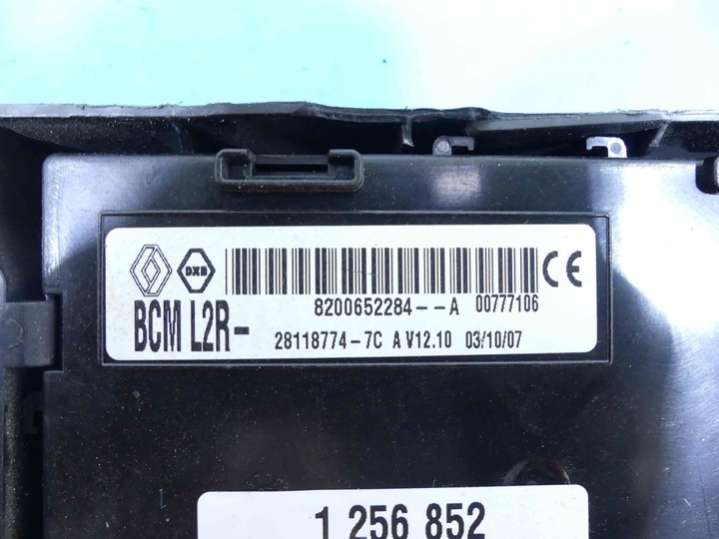 DXB 8200652284--A 00777106
BCM L2R- 28118774-7C A V12.10 03/10/07
1 256 852